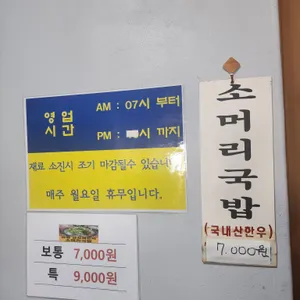 영업
시간
AM : 07시 부터
PM : 시 까지
재료 소진시 조기 마감될수 있습니다.
매주 월요일 휴무입니다.
보통 7,000원
특 9,000원
소머리국밥
(국내산한우)
7.000원